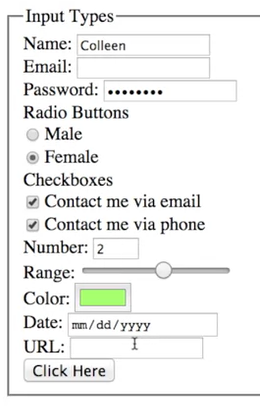 Input Types
Name: Colleen
Email:
Password: ••••••••
Radio Buttons
Male
Female
Checkboxes
Contact me via email
Contact me via phone
Number: 2
Range:
Color:
Date: mm/dd/yyyy
URL:
Click Here